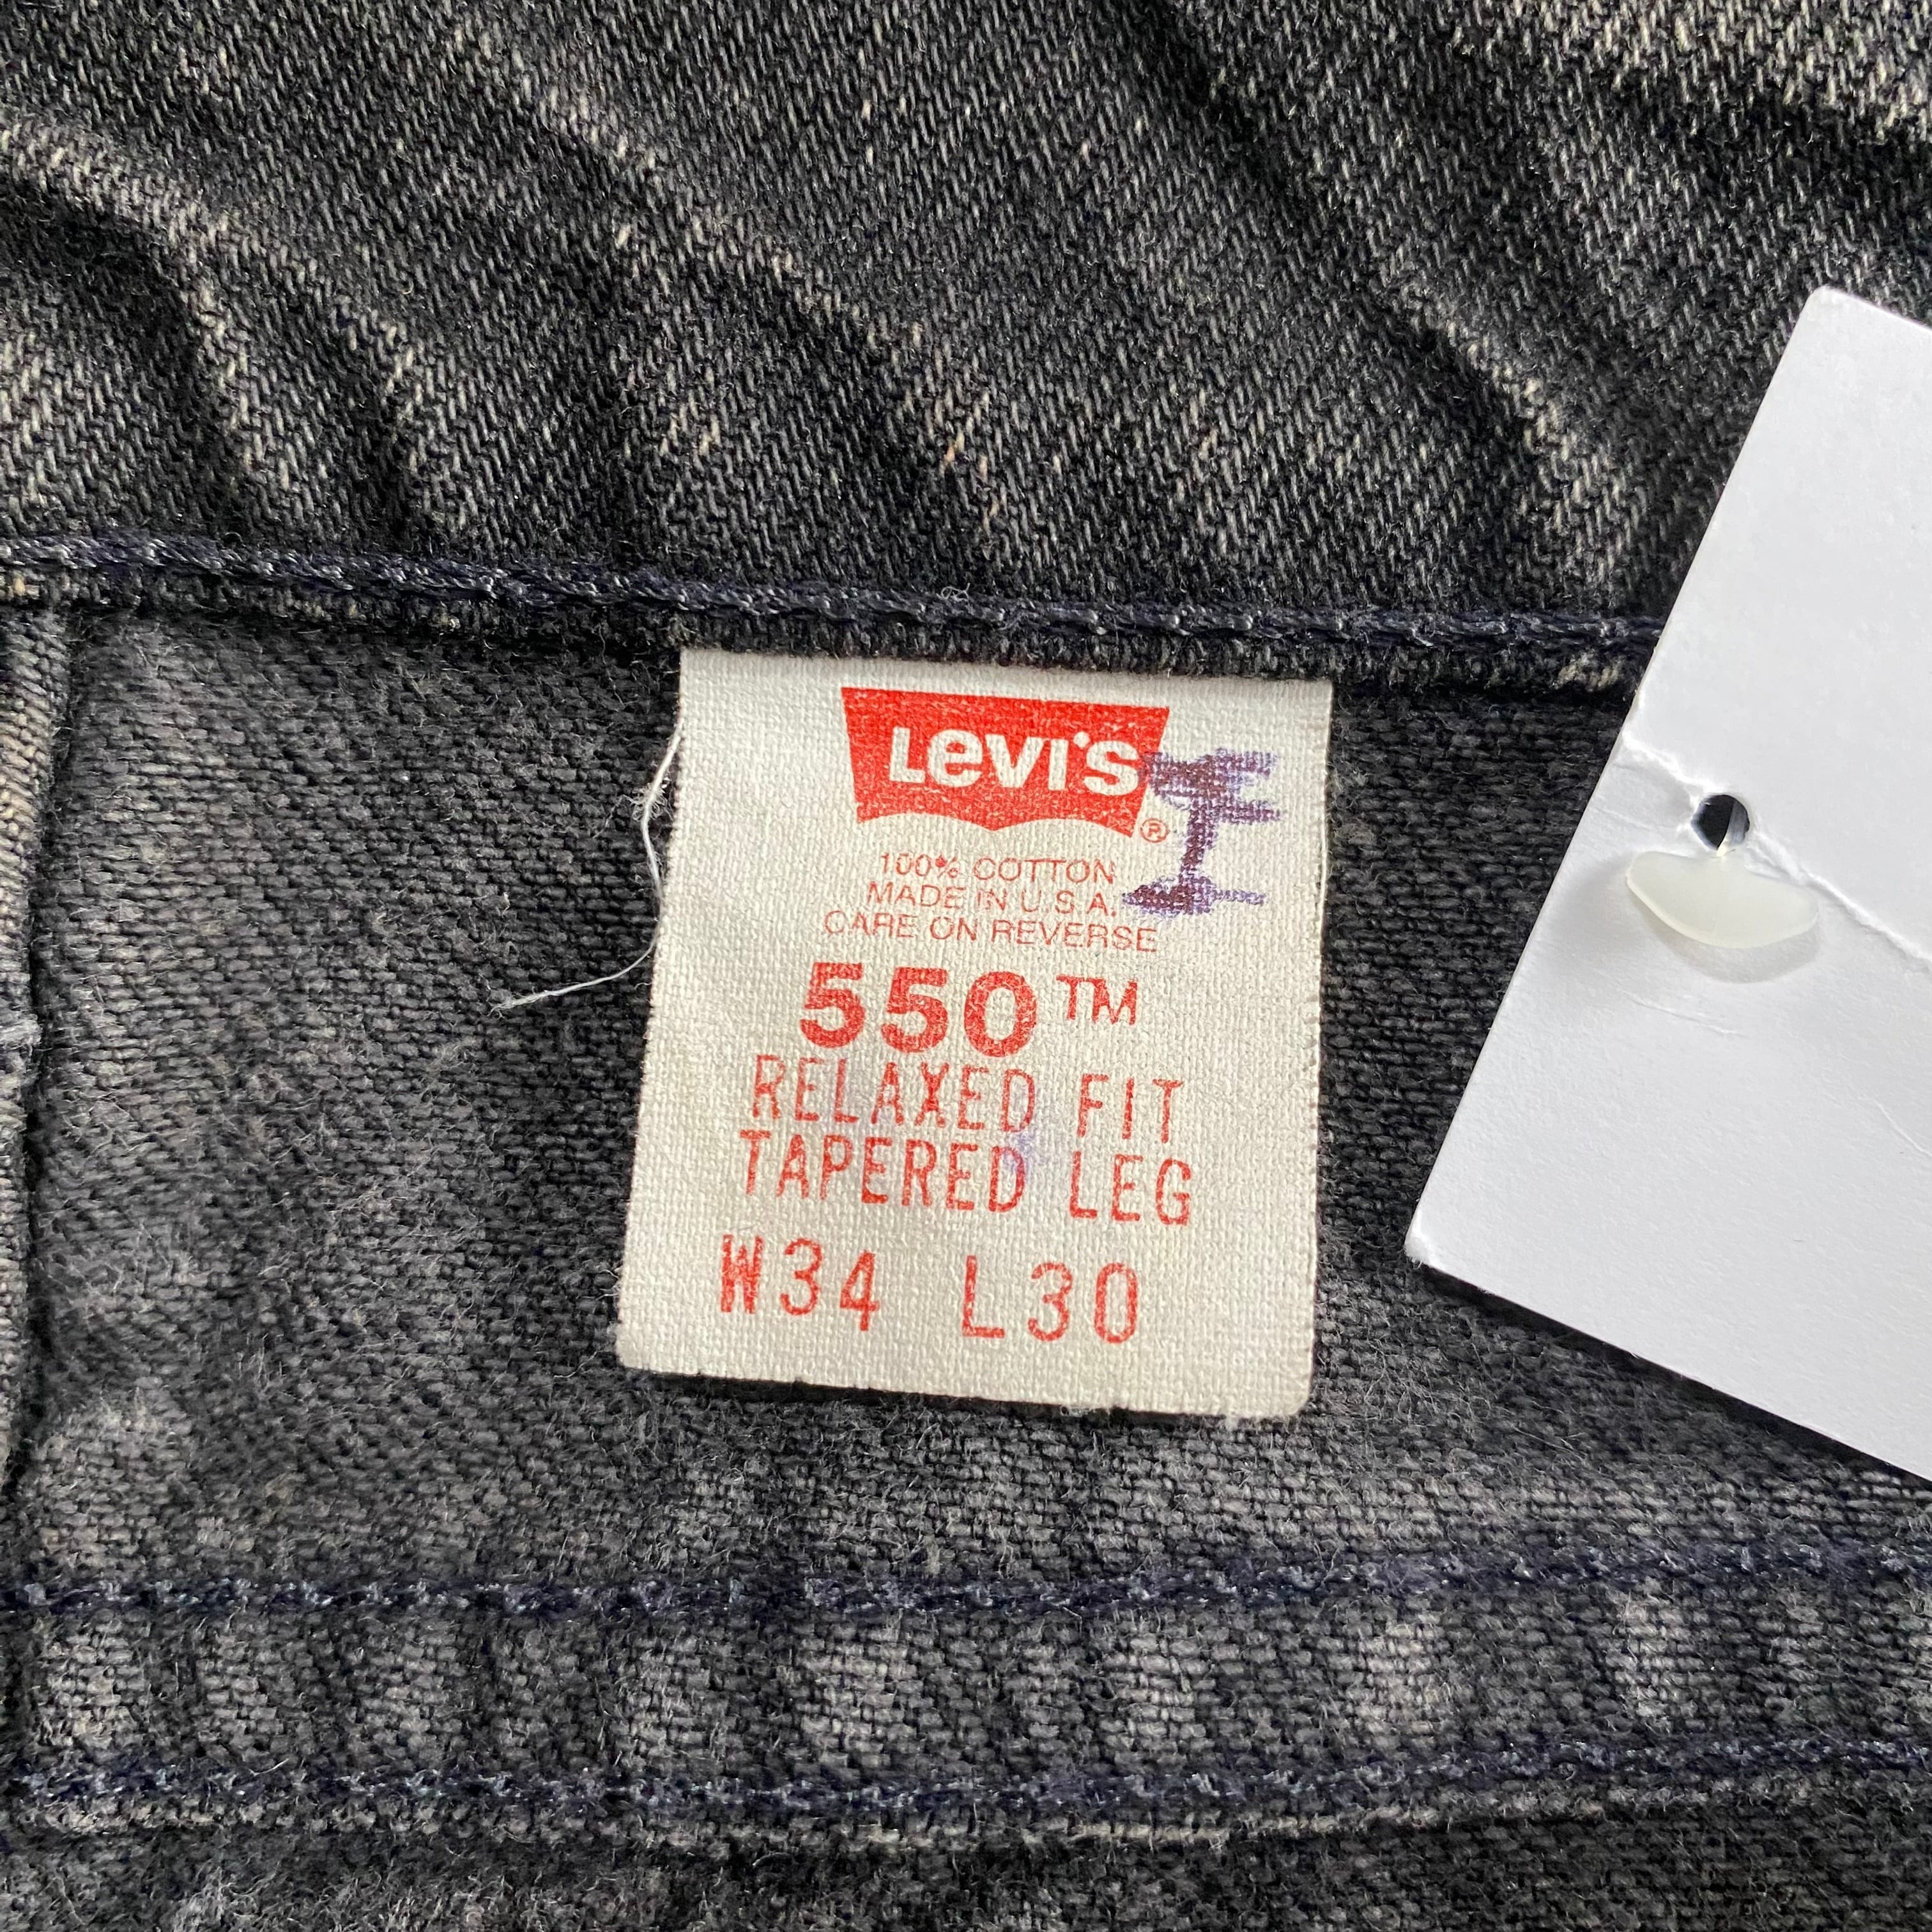 LEVI'S ®
100% COTTON
MADE IN U.S.A.
CARE ON REVERSE
550™
RELAXED FIT
TAPERED LEG
W34 L30